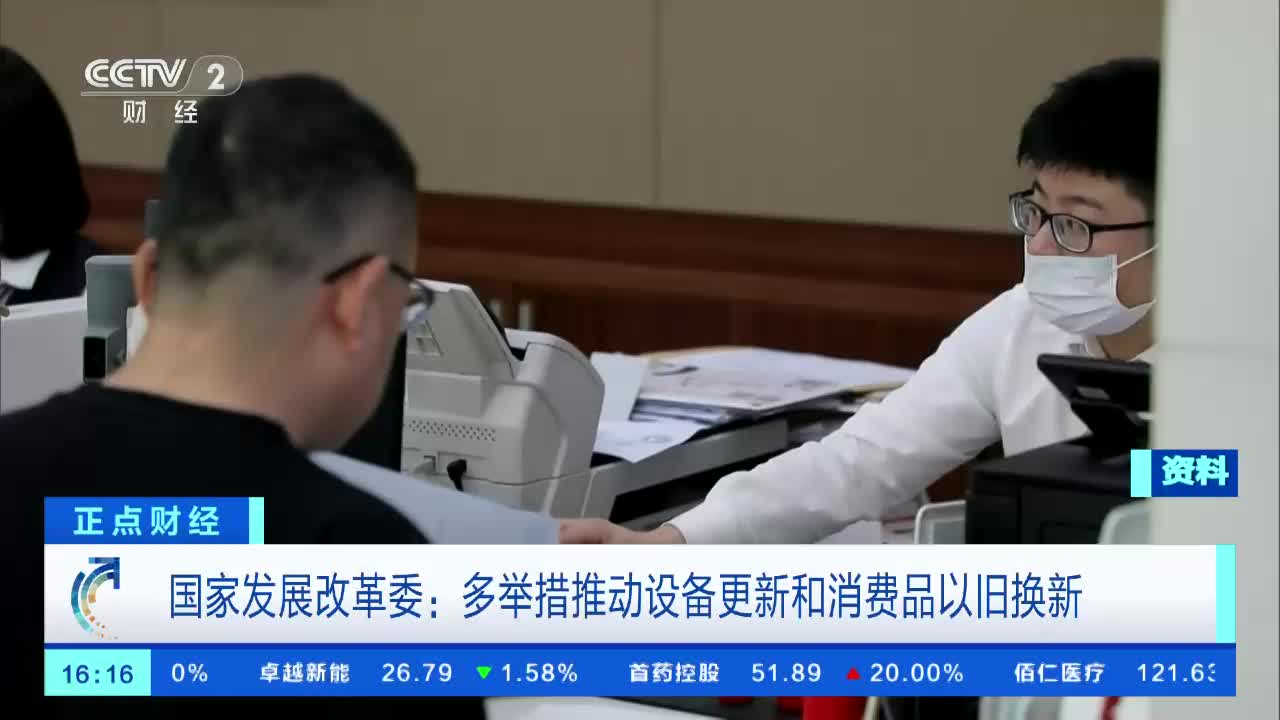 CCTV 2
财 经
资料
正点财经
国家发展改革委：多举措推动设备更新和消费品以旧换新
16:16 0% 卓越新能 26.79 ▼1.58% 首药控股 51.89 ▲20.00% 佰仁医疗 121.63